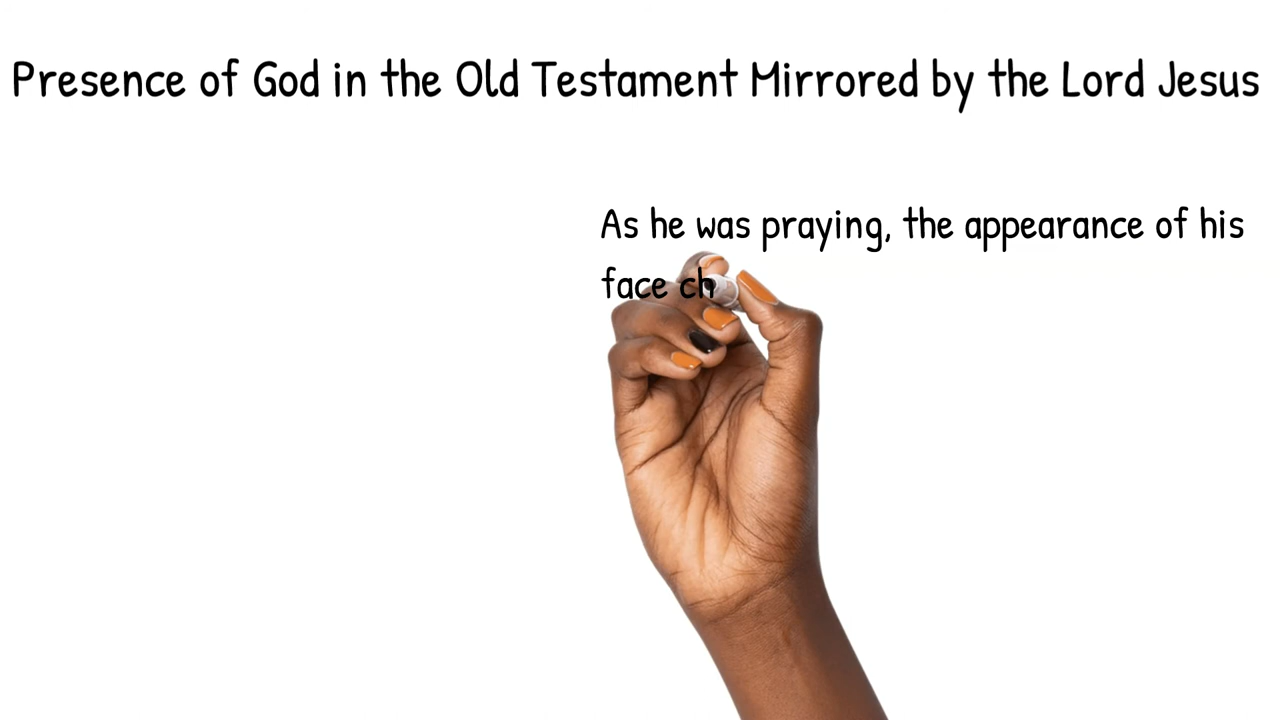 Presence of God in the Old Testament Mirrored by the Lord Jesus
As he was praying, the appearance of his
face ch